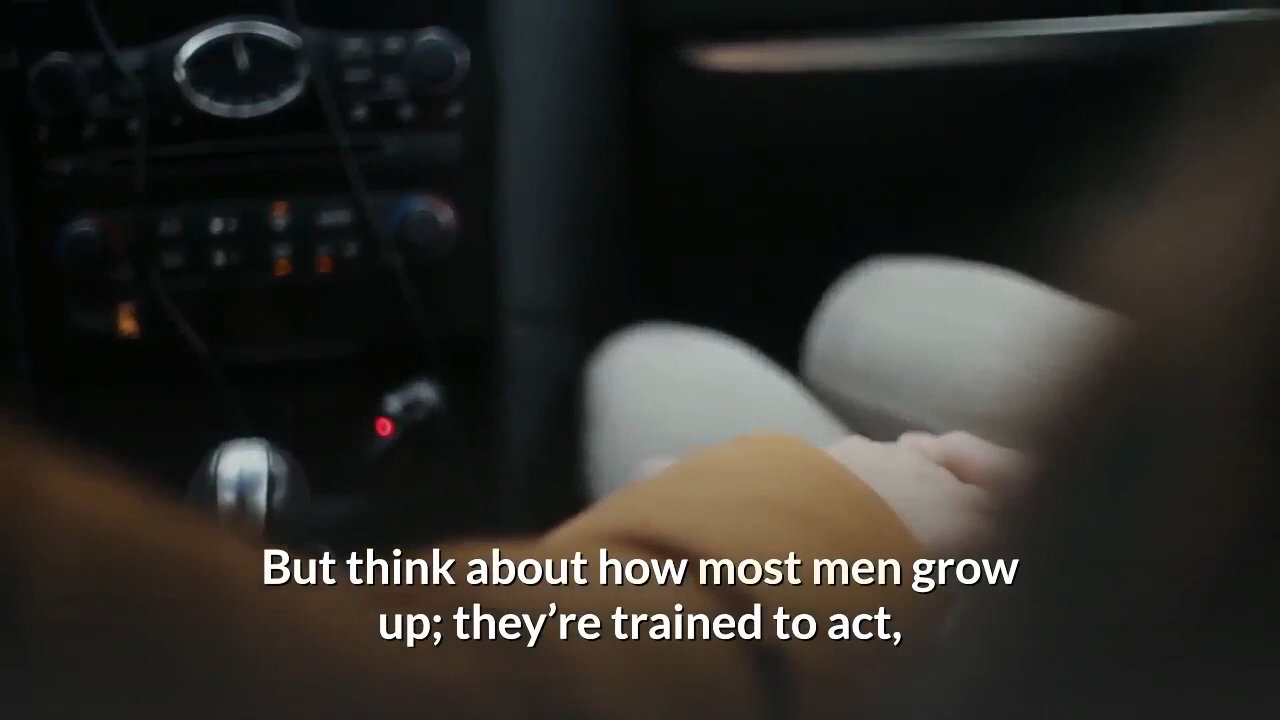 But think about how most men grow
up; they’re trained to act,